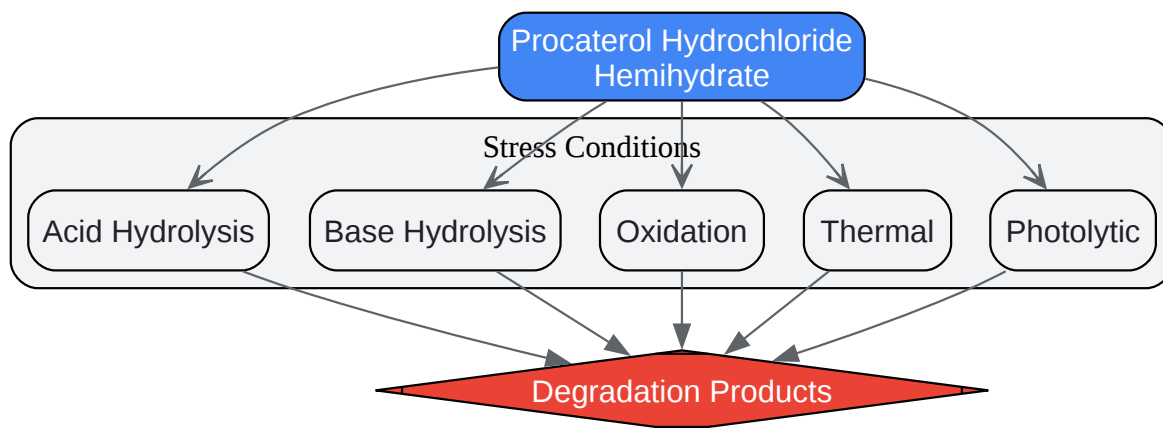 Procaterol Hydrochloride
Hemihydrate
Stress Conditions
Acid Hydrolysis
Base Hydrolysis
Oxidation
Thermal
Photolytic
Degradation Products